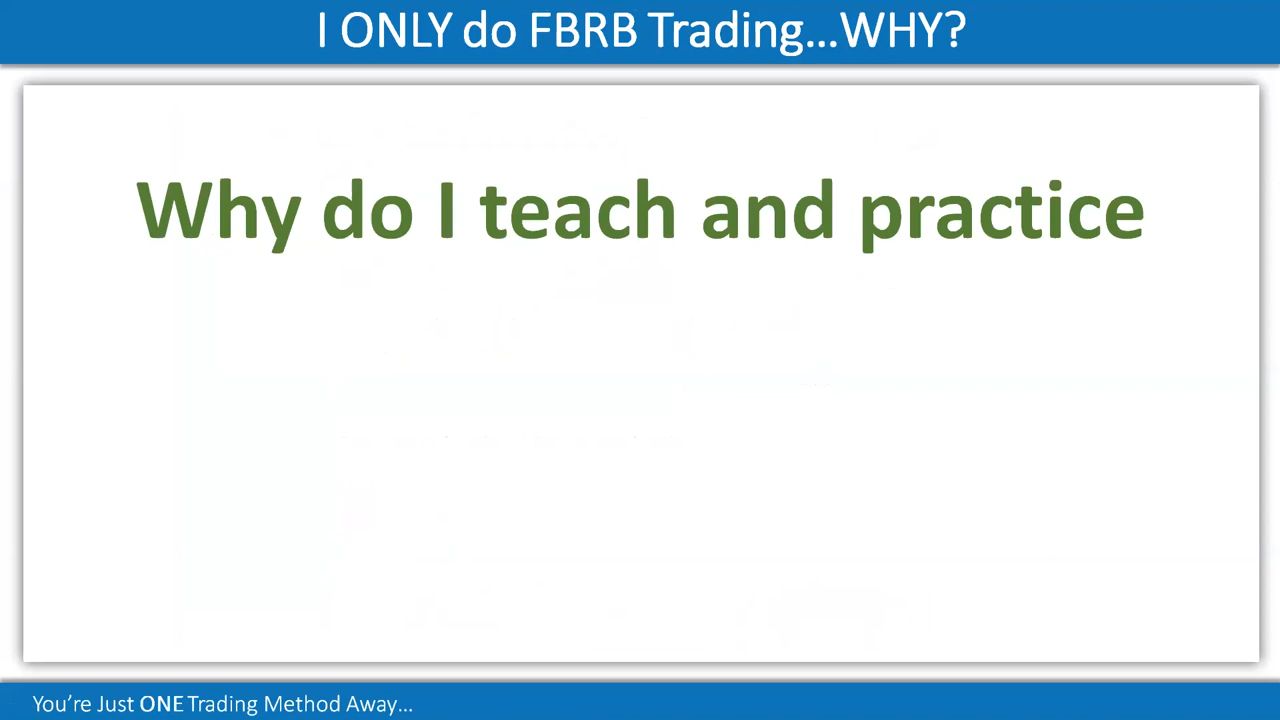 I ONLY do FBRB Trading...WHY?
Why do I teach and practice
You’re Just ONE Trading Method Away...